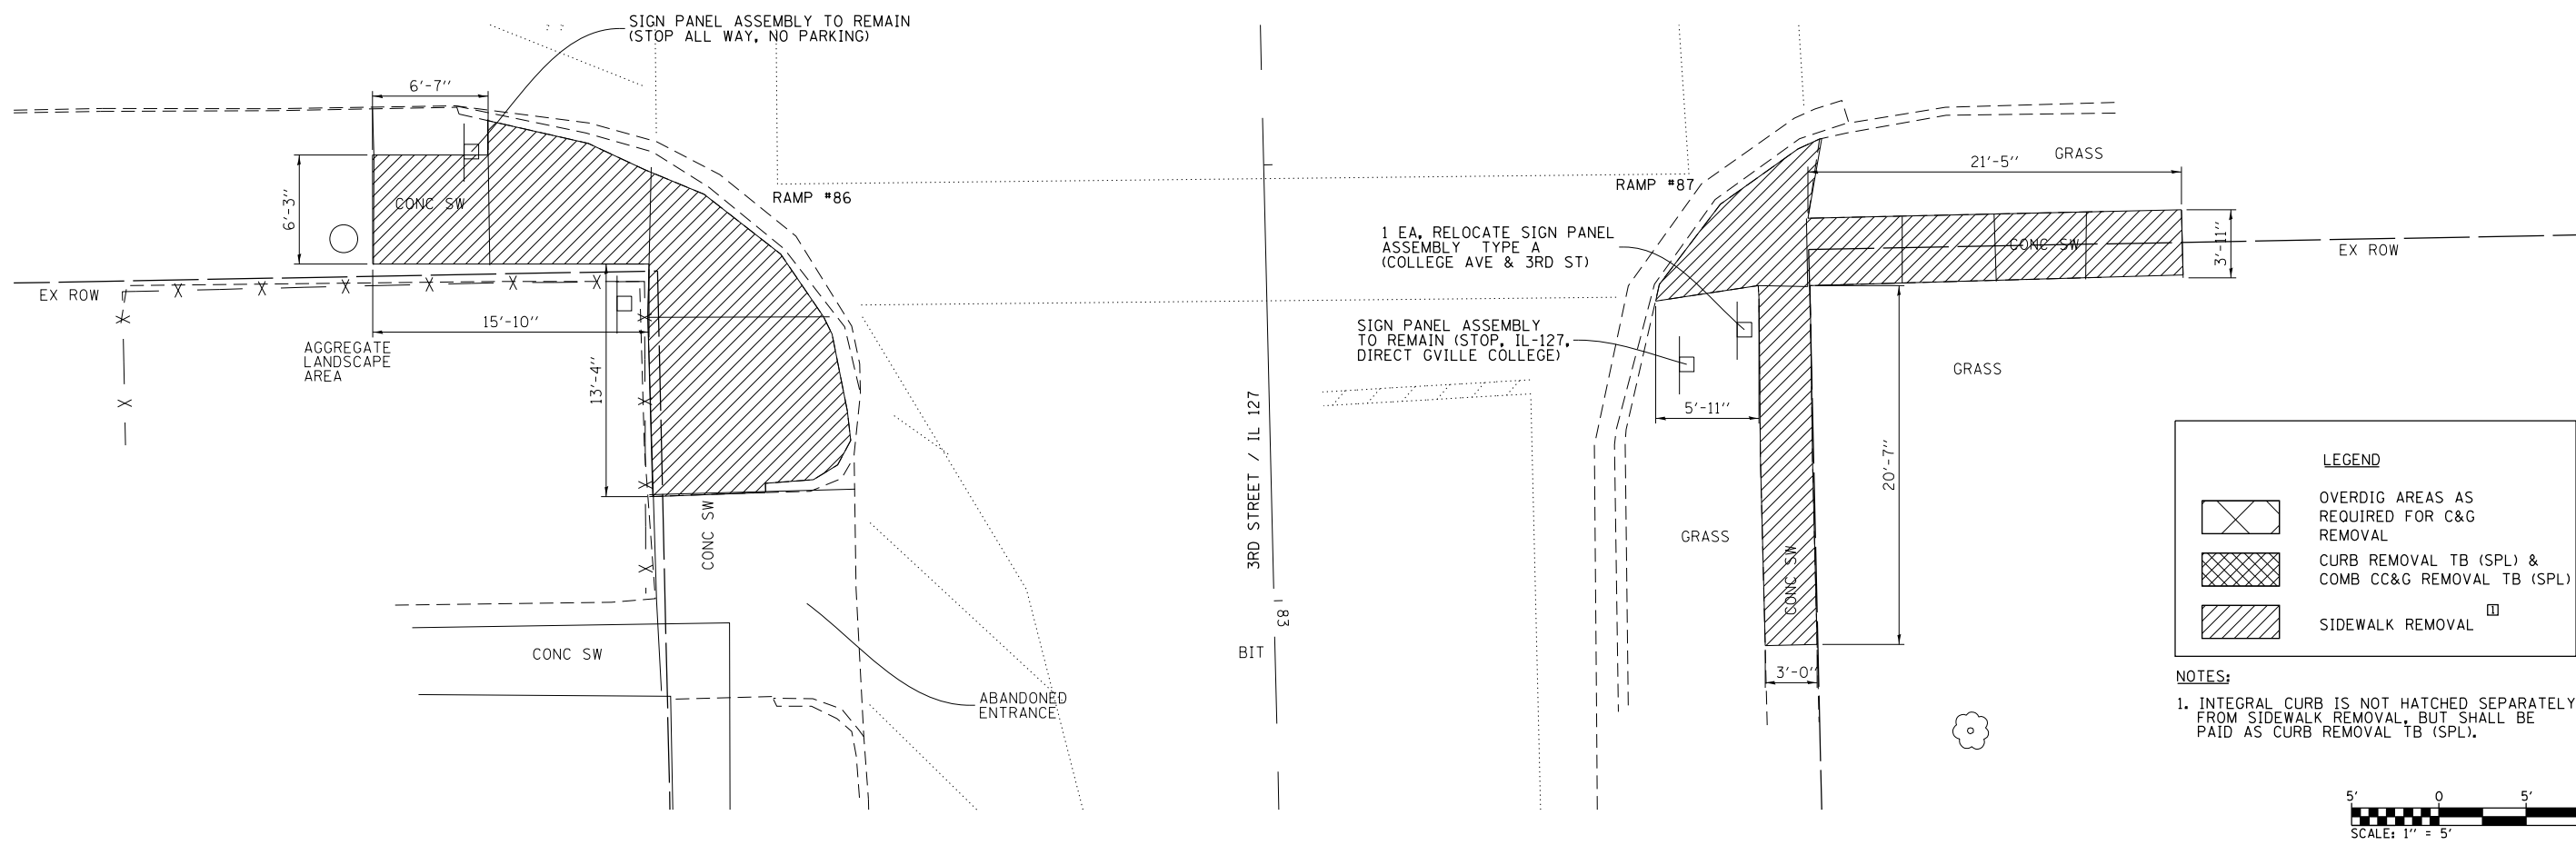 SIGN PANEL ASSEMBLY TO REMAIN
(STOP ALL WAY, NO PARKING)
6'-7"
6'-3"
CONC SW
RAMP #86
EX ROW
15'-10"
AGGREGATE
LANDSCAPE
AREA
13'-4"
CONC SW
CONC SW
ABANDONED
ENTRANCE
3RD STREET / IL 127
83
BIT
RAMP #87
1 EA, RELOCATE SIGN PANEL
ASSEMBLY TYPE A
(COLLEGE AVE & 3RD ST)
SIGN PANEL ASSEMBLY
TO REMAIN (STOP, IL-127,
DIRECT GVILLE COLLEGE)
5'-11"
GRASS
CONC SW
3'-0"
20'-7"
GRASS
21'-5"
GRASS
CONC SW
3'-11"
EX ROW
LEGEND
OVERDIG AREAS AS
REQUIRED FOR C&G
REMOVAL
CURB REMOVAL TB (SPL) &
COMB CC&G REMOVAL TB (SPL)
SIDEWALK REMOVAL 1
NOTES:
1. INTEGRAL CURB IS NOT HATCHED SEPARATELY
FROM SIDEWALK REMOVAL, BUT SHALL BE
PAID AS CURB REMOVAL TB (SPL).
5' 0 5'
SCALE: 1" = 5'